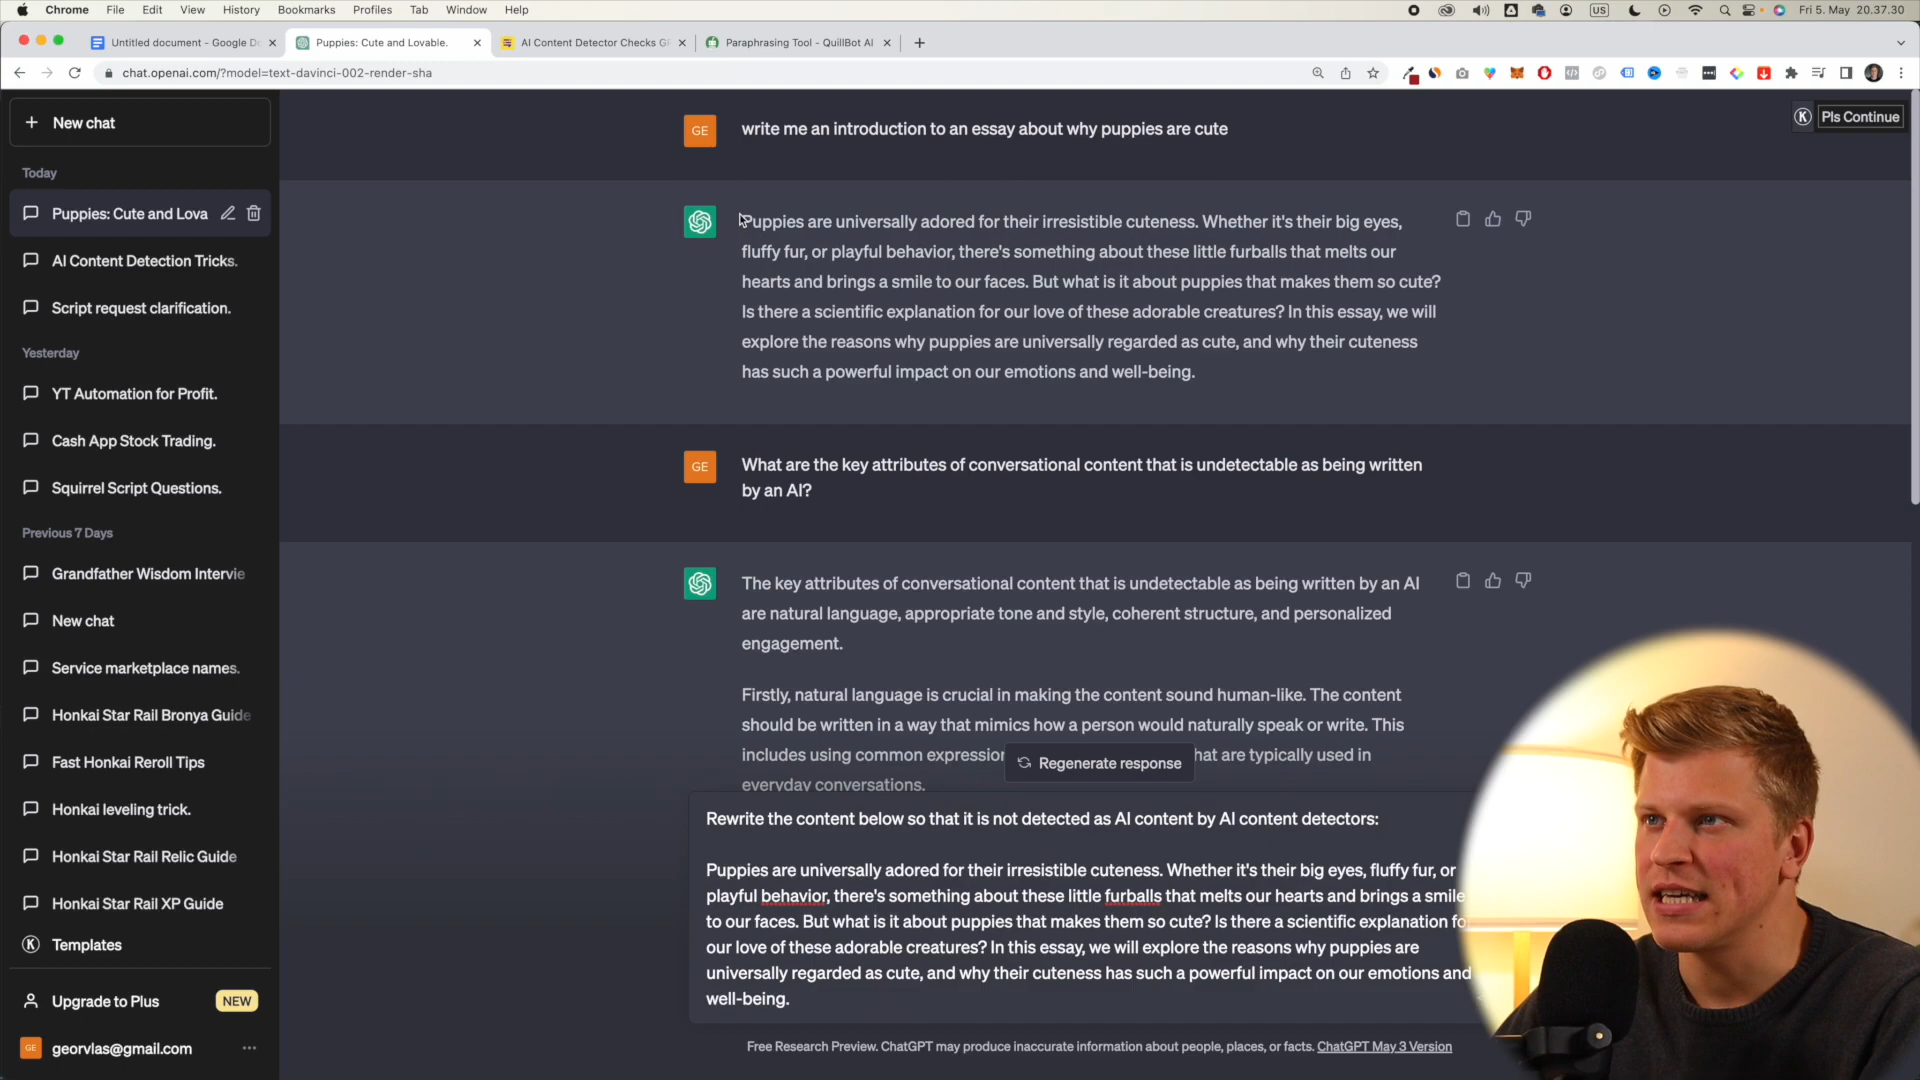 Chrome File Edit View History Bookmarks Profiles Tab Window Help US Fri 5. May 20.37.30
Untitled document - Google Do
Puppies: Cute and Lovable.
AI Content Detector Checks GP
Paraphrasing Tool - QuillBot AI
chat.openai.com/?model=text-davinci-002-render-sha
New chat
Today
Puppies: Cute and Lova
AI Content Detection Tricks.
Script request clarification.
Yesterday
YT Automation for Profit.
Cash App Stock Trading.
Squirrel Script Questions.
Previous 7 Days
Grandfather Wisdom Intervie
New chat
Service marketplace names.
Honkai Star Rail Bronya Guide
Fast Honkai Reroll Tips
Honkai leveling trick.
Honkai Star Rail Relic Guide
Honkai Star Rail XP Guide
K Templates
Upgrade to Plus NEW
GE georvlas@gmail.com
K Pls Continue
GE write me an introduction to an essay about why puppies are cute
Puppies are universally adored for their irresistible cuteness. Whether it's their big eyes,
fluffy fur, or playful behavior, there's something about these little furballs that melts our
hearts and brings a smile to our faces. But what is it about puppies that makes them so cute?
Is there a scientific explanation for our love of these adorable creatures? In this essay, we will
explore the reasons why puppies are universally regarded as cute, and why their cuteness
has such a powerful impact on our emotions and well-being.
GE What are the key attributes of conversational content that is undetectable as being written
by an AI?
The key attributes of conversational content that is undetectable as being written by an AI
are natural language, appropriate tone and style, coherent structure, and personalized
engagement.
Firstly, natural language is crucial in making the content sound human-like. The content
should be written in a way that mimics how a person would naturally speak or write. This
includes using common expression hat are typically used in
Regenerate response
everyday conversations.
Rewrite the content below so that it is not detected as AI content by AI content detectors:
Puppies are universally adored for their irresistible cuteness. Whether it's their big eyes, fluffy fur, or
playful behavior, there's something about these little furballs that melts our hearts and brings a smile
to our faces. But what is it about puppies that makes them so cute? Is there a scientific explanation fo
our love of these adorable creatures? In this essay, we will explore the reasons why puppies are
universally regarded as cute, and why their cuteness has such a powerful impact on our emotions and
well-being.
Free Research Preview. ChatGPT may produce inaccurate information about people, places, or facts. ChatGPT May 3 Version